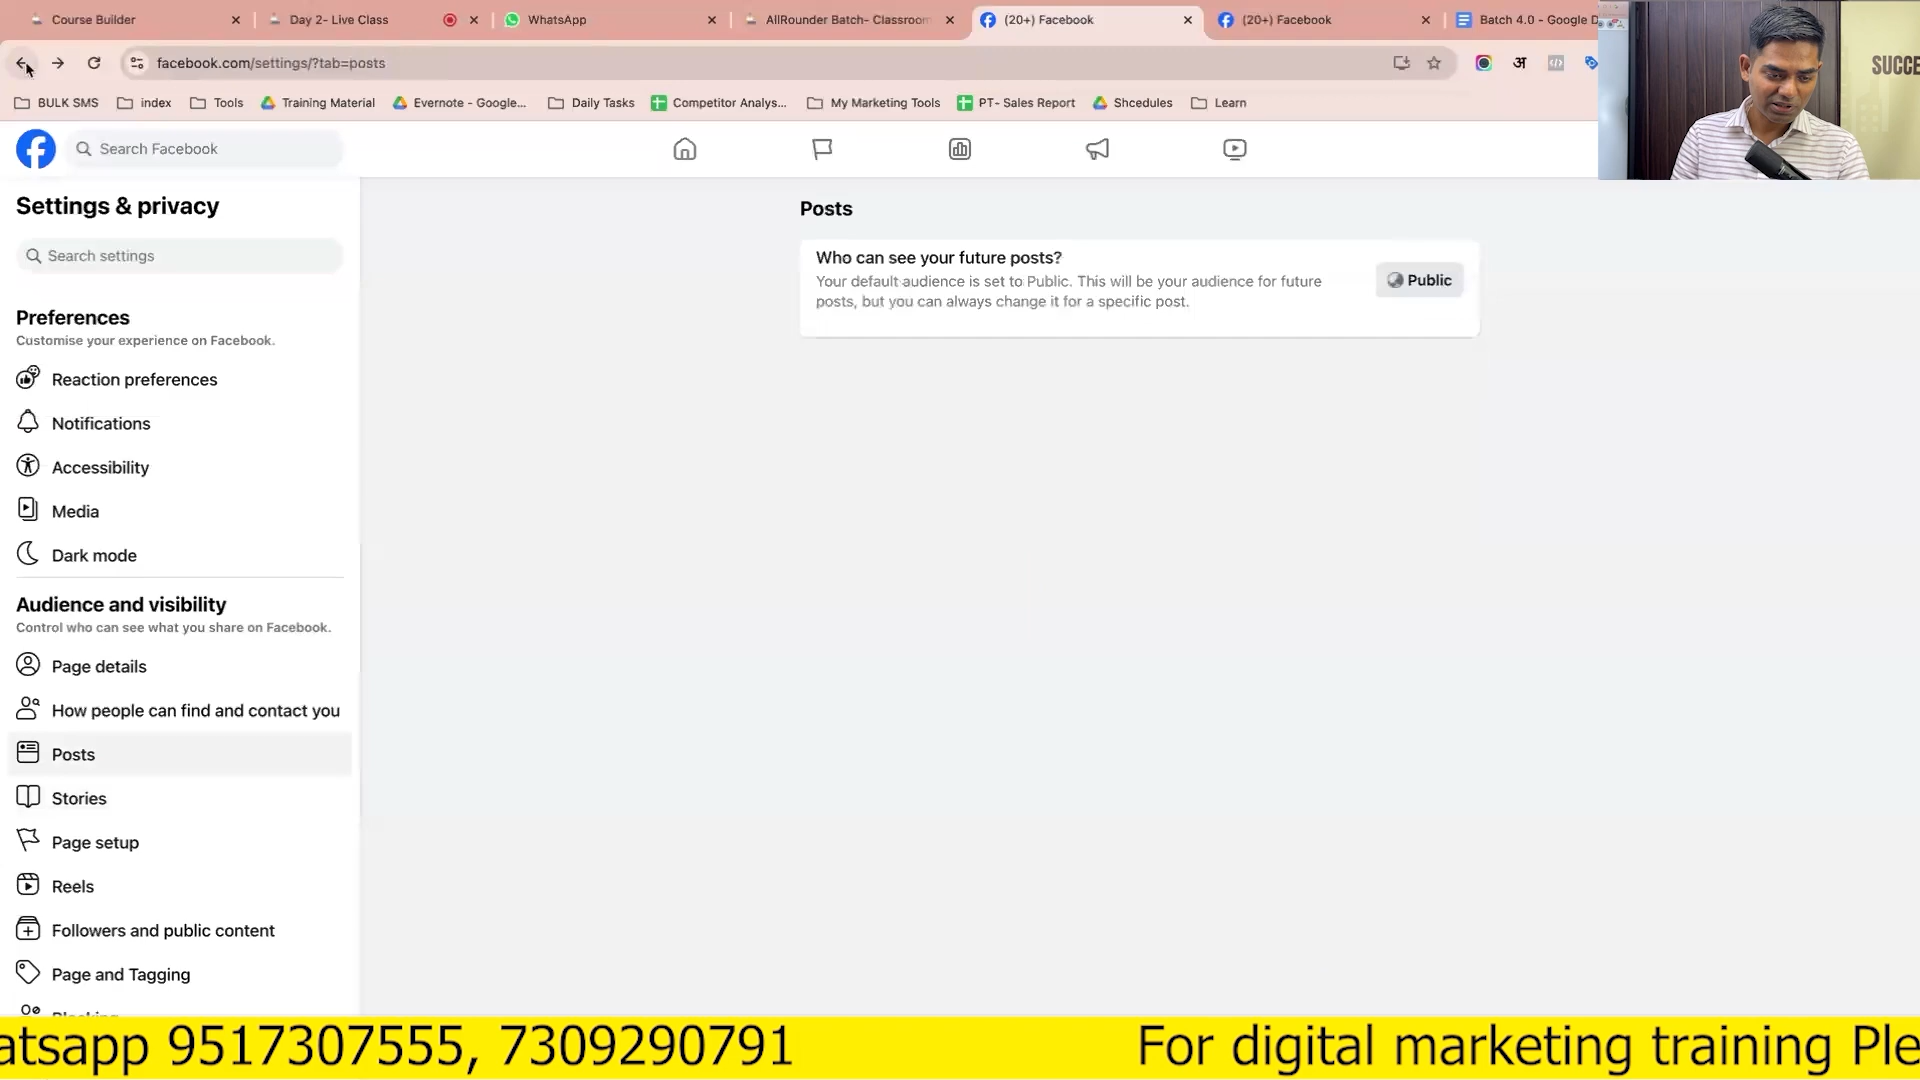 Course Builder
Day 2- Live Class
WhatsApp
AllRounder Batch- Classroom
(20+) Facebook
(20+) Facebook
Batch 4.0 - Google D
facebook.com/settings/?tab=posts
अ
BULK SMS
index
Tools
Training Material
Evernote - Google...
Daily Tasks
Competitor Analys...
My Marketing Tools
PT- Sales Report
Shcedules
Learn
SUCCE
Search Facebook
Settings & privacy
Search settings
Preferences
Customise your experience on Facebook.
Reaction preferences
Notifications
Accessibility
Media
Dark mode
Audience and visibility
Control who can see what you share on Facebook.
Page details
How people can find and contact you
Posts
Stories
Page setup
Reels
Followers and public content
Page and Tagging
Blocking
Posts
Who can see your future posts?
Your default audience is set to Public. This will be your audience for future
posts, but you can always change it for a specific post.
Public
atsapp 9517307555, 7309290791
For digital marketing training Ple